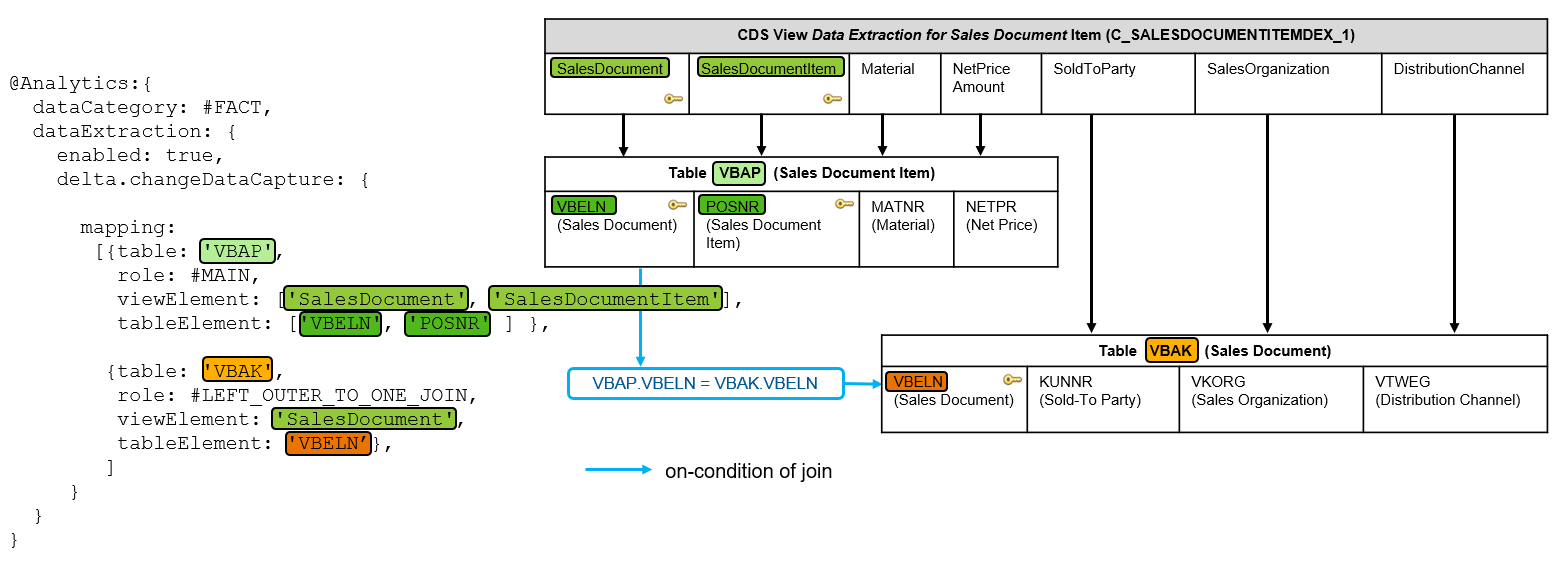 @Analytics:{
dataCategory: #FACT,
dataExtraction: {
enabled: true,
delta.changeDataCapture: {
mapping:
[{table: 'VBAP',
role: #MAIN,
viewElement: ['SalesDocument', 'SalesDocumentItem'],
tableElement: ['VBELN', 'POSNR' ] },
{table: 'VBAK',
role: #LEFT_OUTER_TO_ONE_JOIN,
viewElement: 'SalesDocument',
tableElement: 'VBELN’},
]
}
}
}
CDS View Data Extraction for Sales Document Item (C_SALESDOCUMENTITEMDEX_1)
SalesDocument
SalesDocumentItem
Material
NetPrice
Amount
SoldToParty
SalesOrganization
DistributionChannel
Table VBAP (Sales Document Item)
VBELN
(Sales Document)
POSNR
(Sales Document
Item)
MATNR
(Material)
NETPR
(Net Price)
VBAP.VBELN = VBAK.VBELN
Table VBAK (Sales Document)
VBELN
(Sales Document)
KUNNR
(Sold-To Party)
VKORG
(Sales Organization)
VTWEG
(Distribution Channel)
on-condition of join